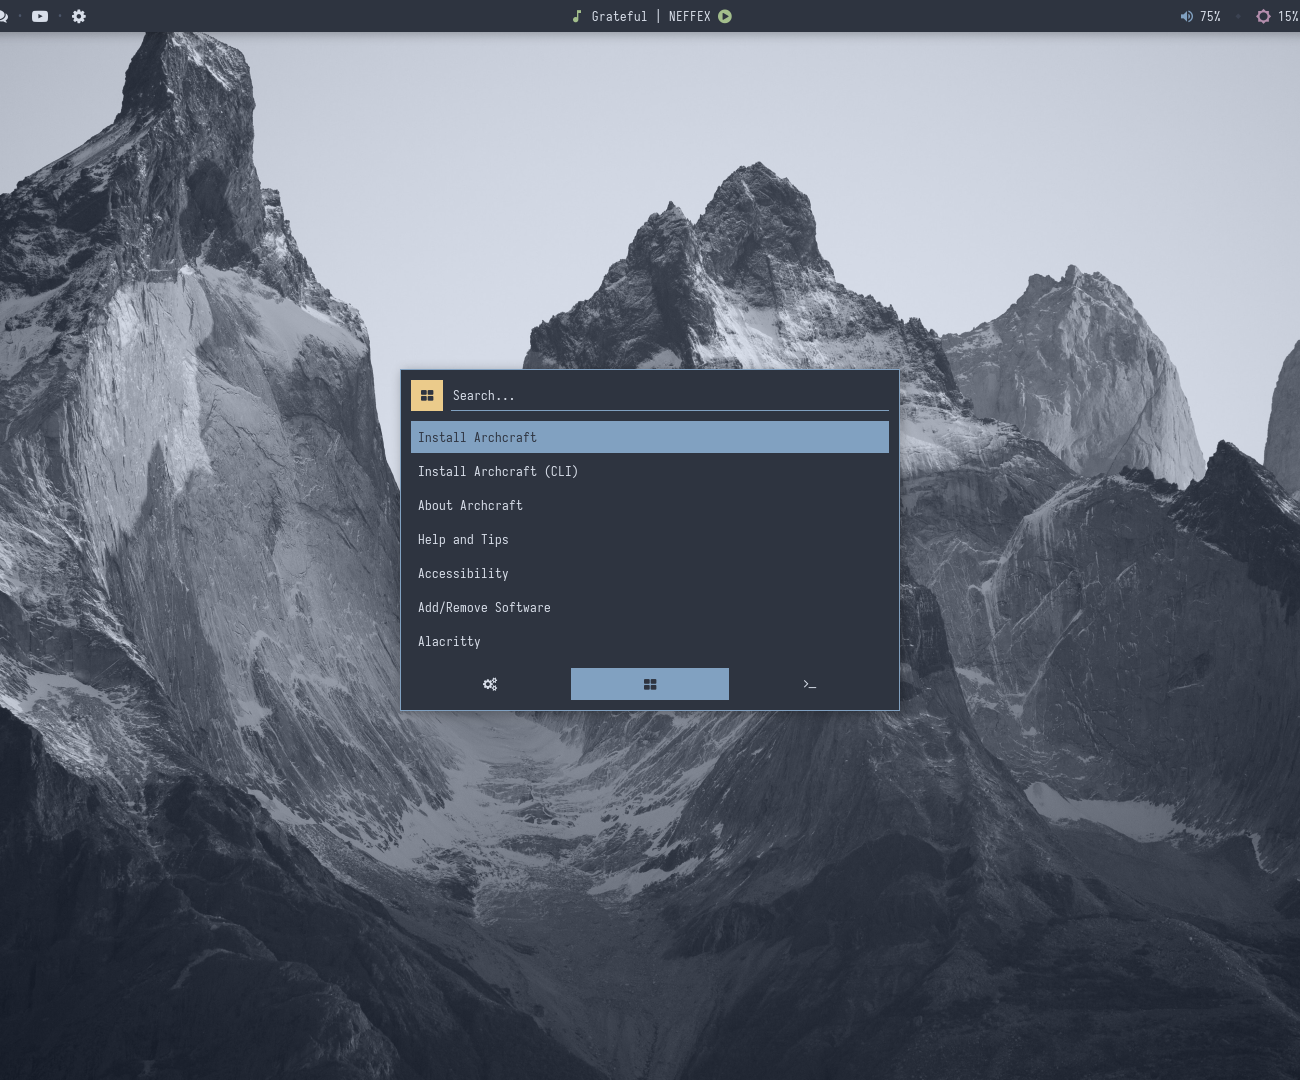 Grateful | NEFFEX
75%
15%
Search...
Install Archcraft
Install Archcraft (CLI)
About Archcraft
Help and Tips
Accessibility
Add/Remove Software
Alacritty